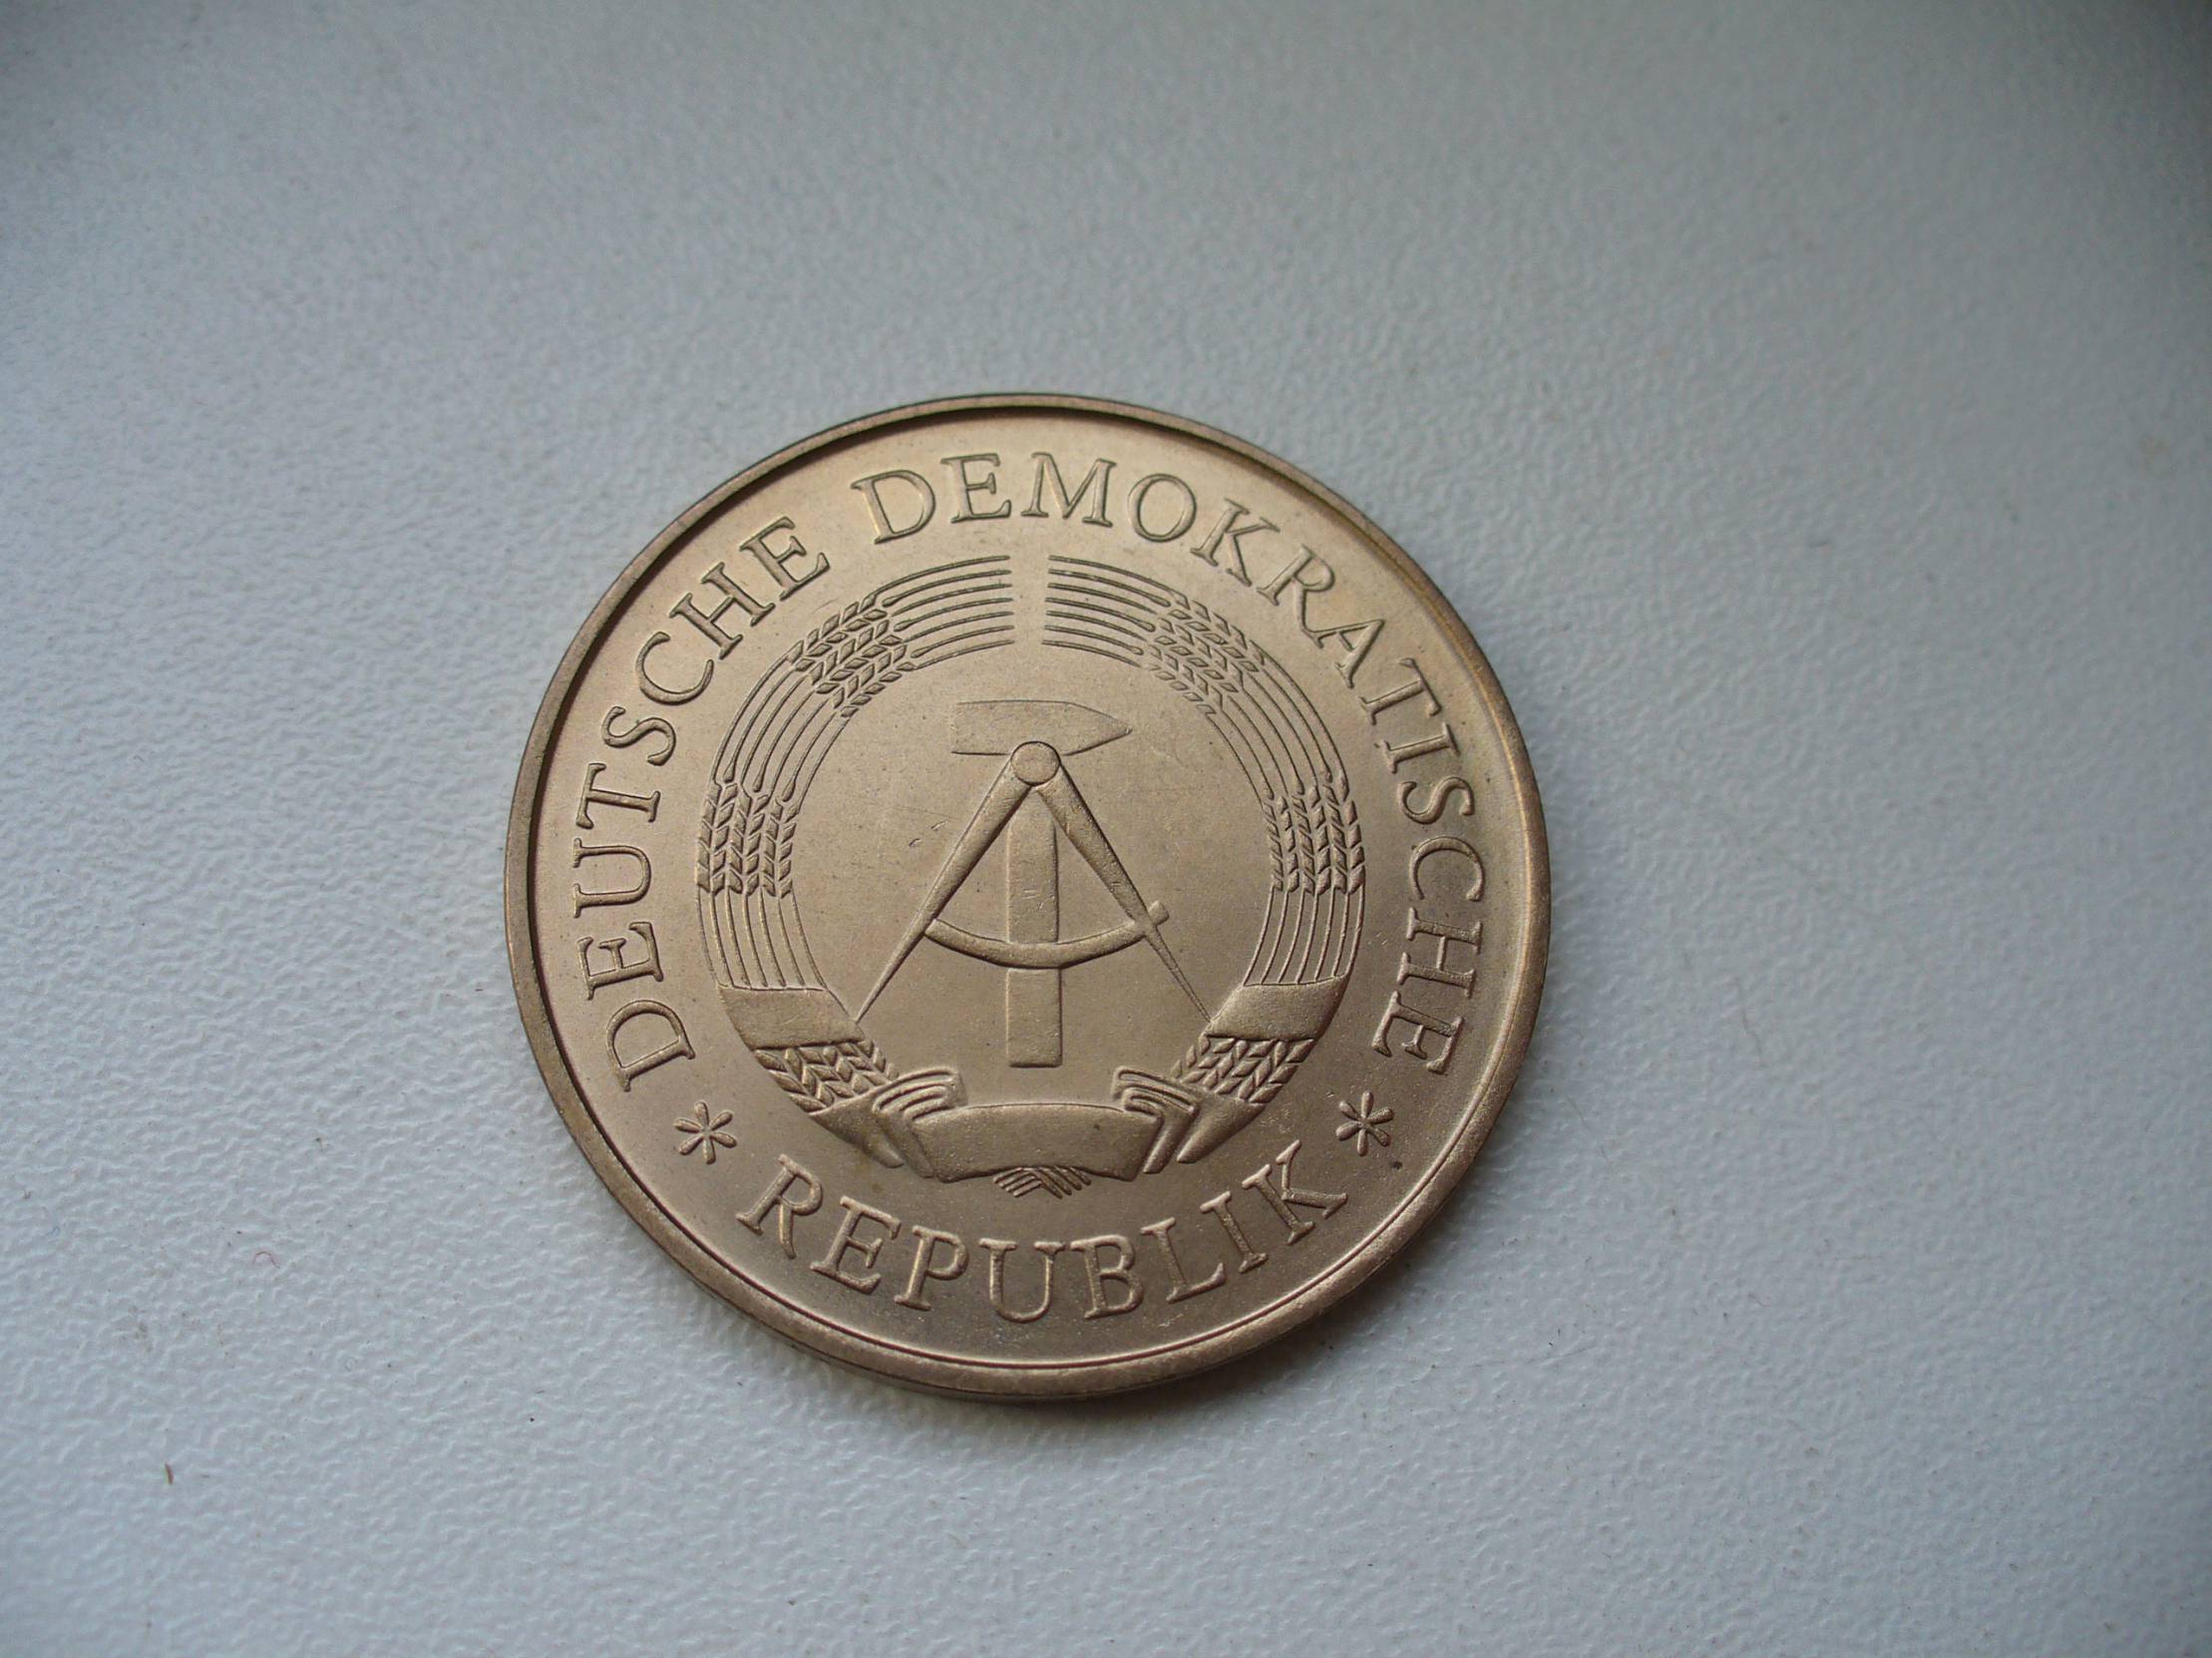 DEUTSCHE DEMOKRATISCHE
* REPUBLIK *